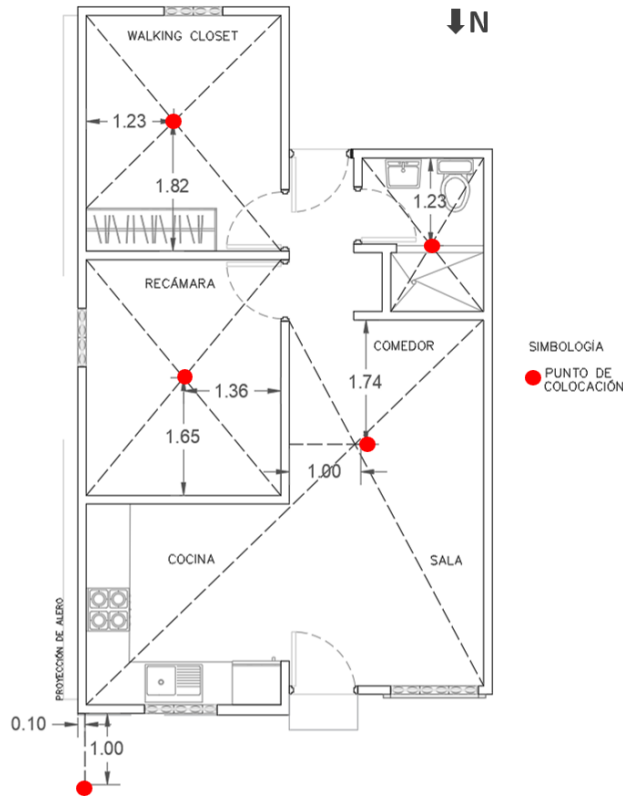 N
WALKING CLOSET
1.23
1.82
1.23
RECÁMARA
COMEDOR
SIMBOLOGÍA
PUNTO DE
COLOCACIÓN
1.74
1.36
1.65
1.00
COCINA
SALA
PROYECCIÓN DE ALERO
0.10
1.00